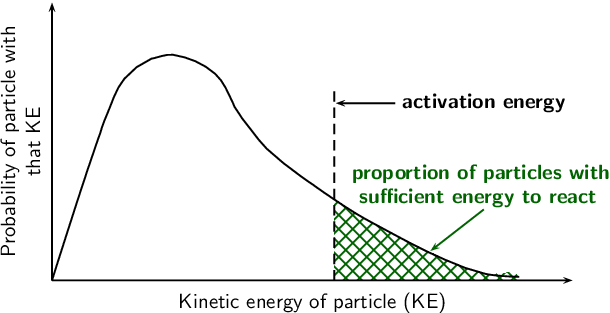 Probability of particle with
that KE
activation energy
proportion of particles with
sufficient energy to react
Kinetic energy of particle (KE)